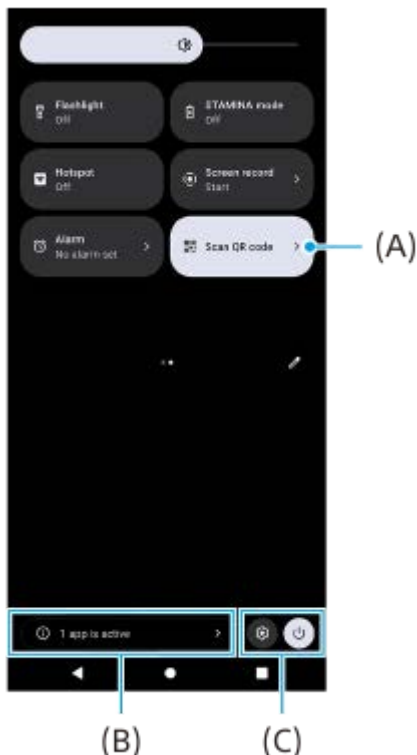 Flashlight
Off
STAMINA mode
Off
Hotspot
Off
Screen record
Start
Alarm
No alarm set
Scan QR code
(A)
1 app is active
(B)
(C)